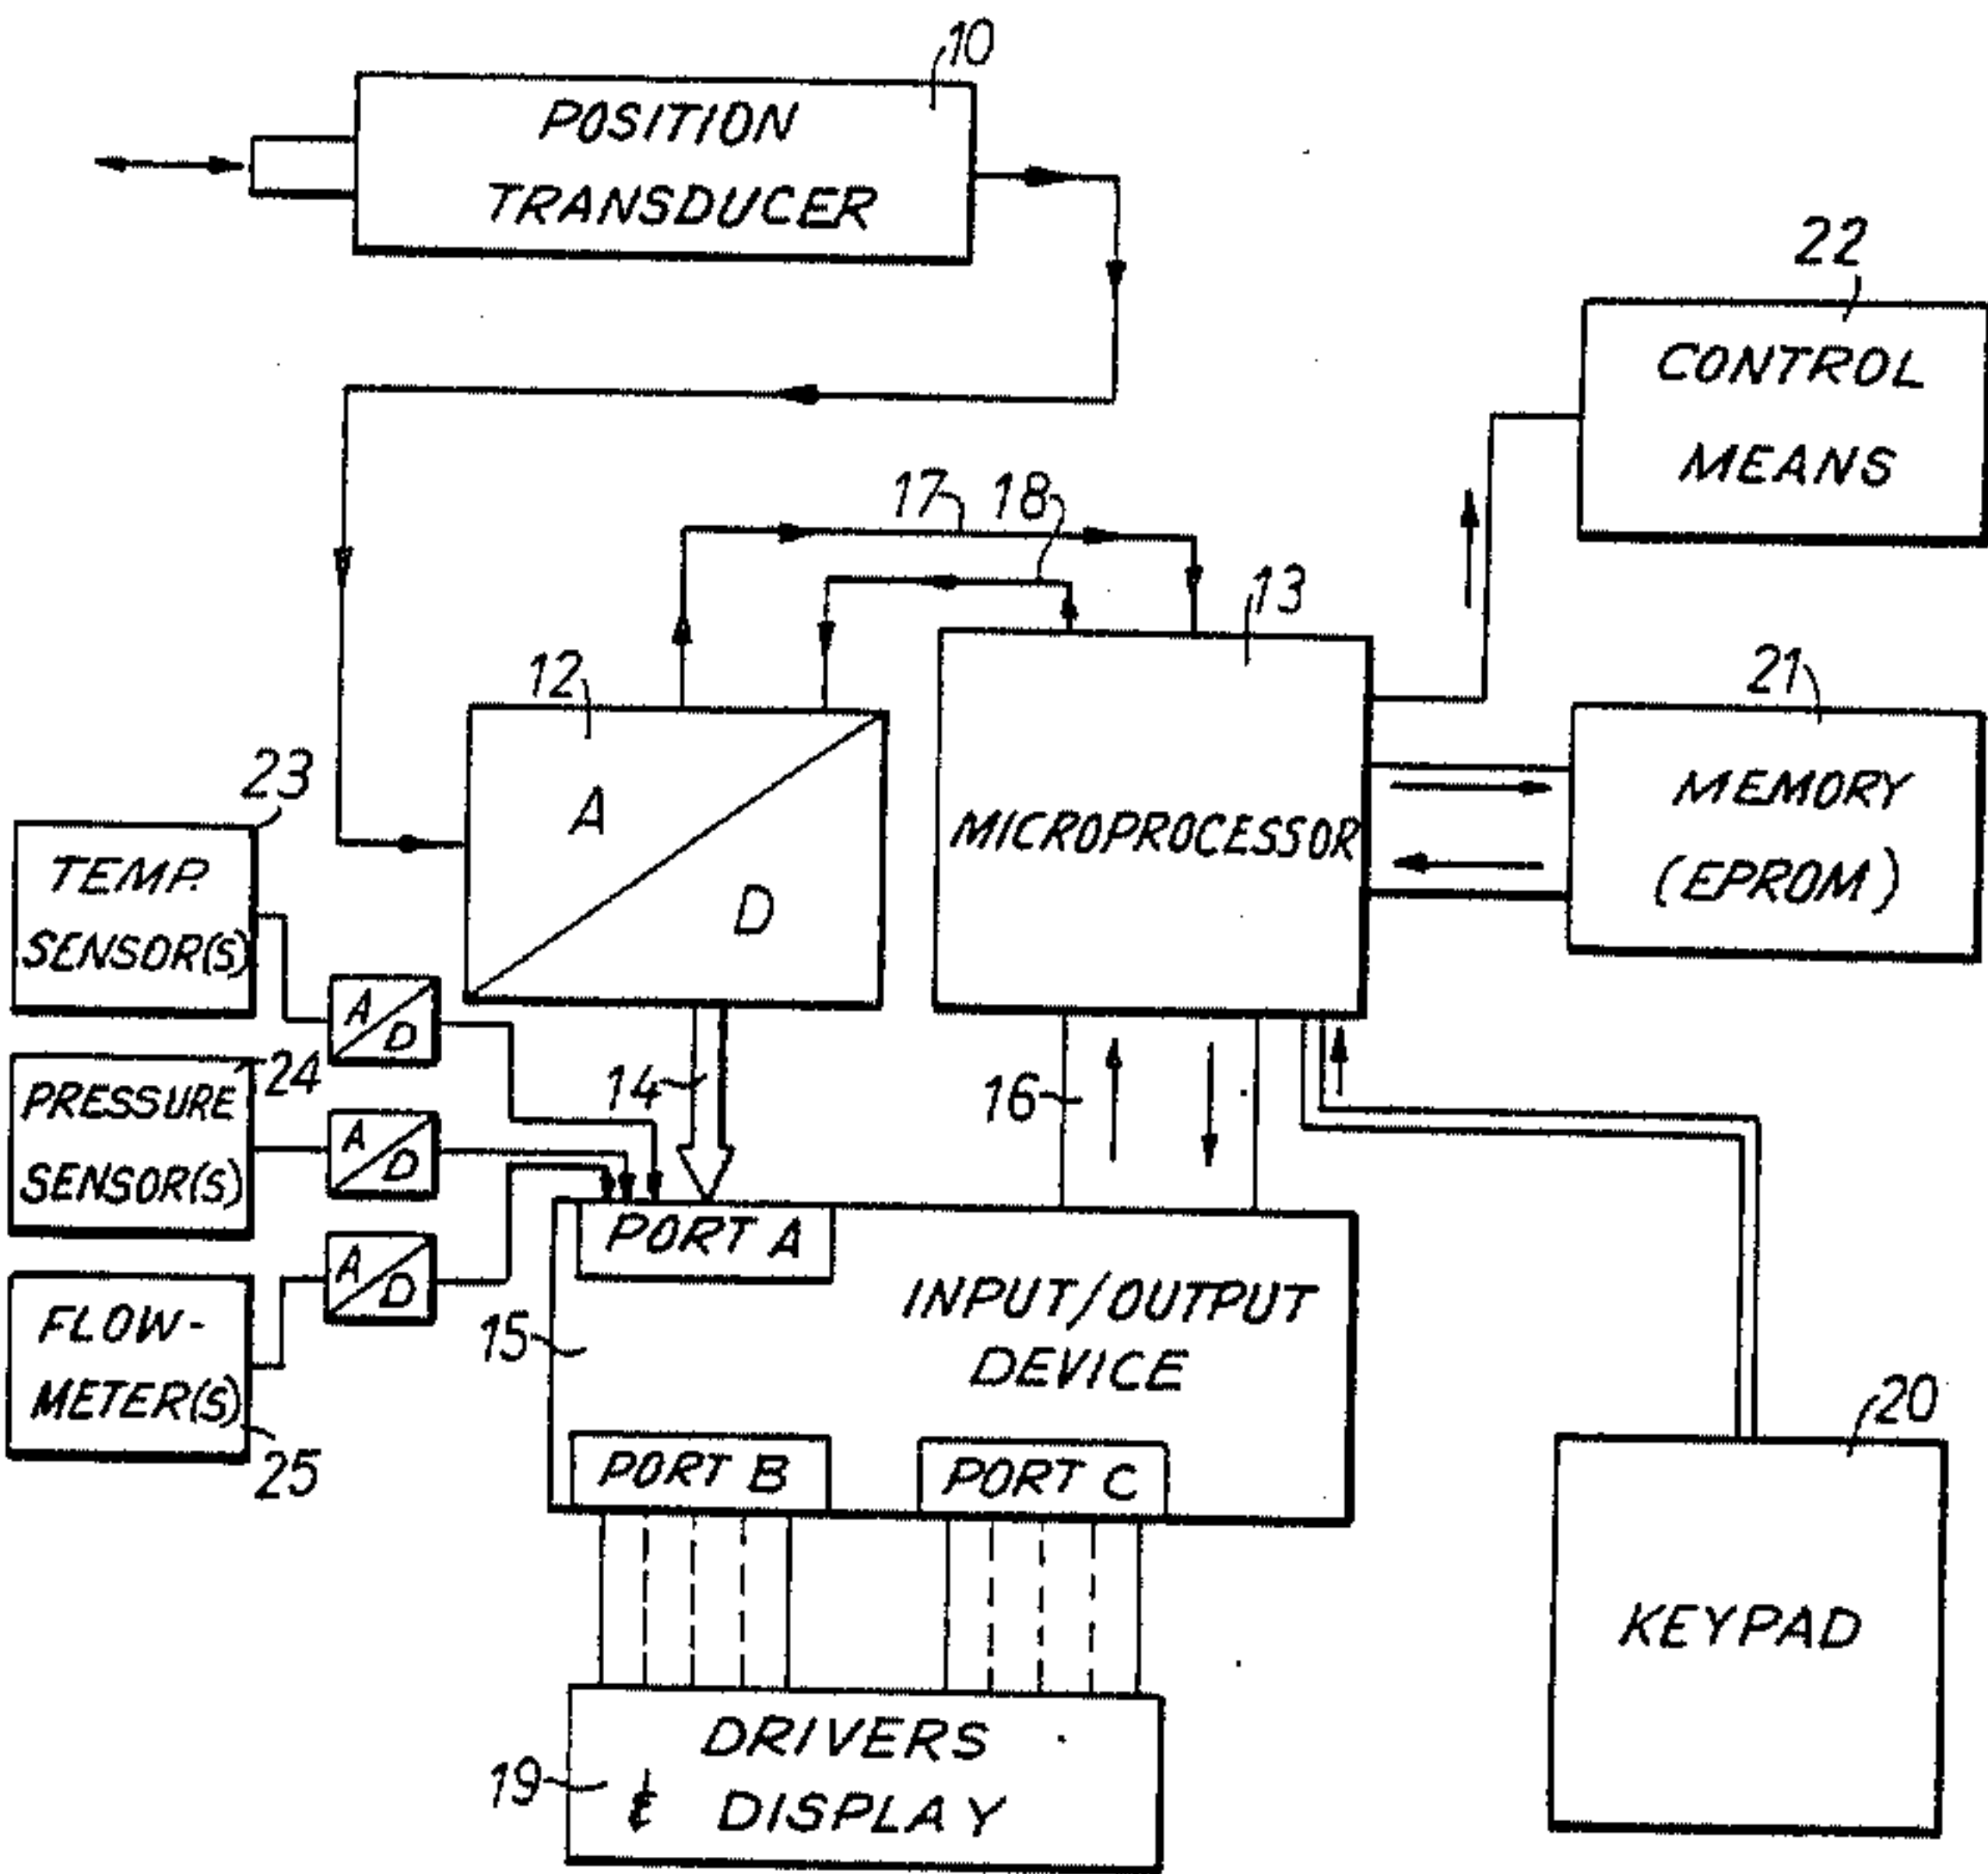 10
POSITION
TRANSDUCER
22
CONTROL
MEANS
17
18
13
12
21
23
A
MICROPROCESSOR
MEMORY
(EPROM)
TEMP.
SENSOR(S)
D
A/D
24
14
16
PRESSURE
SENSOR(S)
A/D
PORT A
A/D
INPUT/OUTPUT
DEVICE
15
FLOW-
METER(S)
25
20
PORT B
PORT C
KEYPAD
DRIVERS
19
& DISPLAY